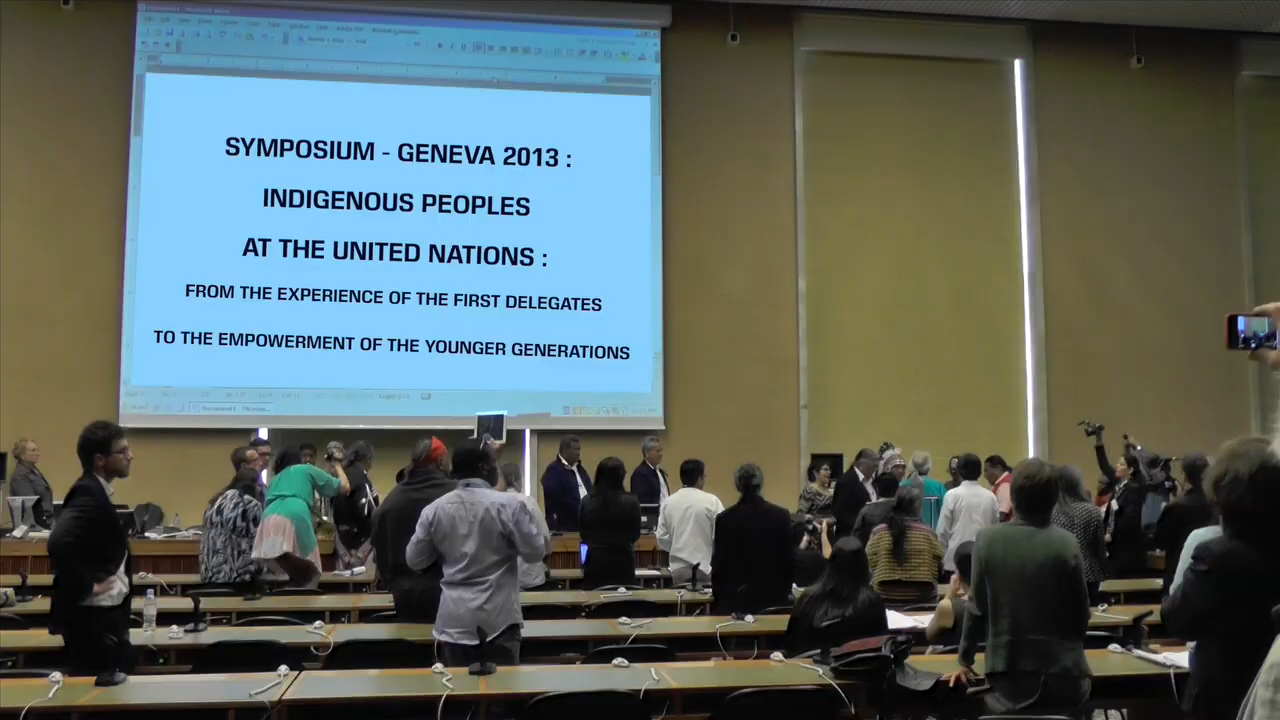 SYMPOSIUM - GENEVA 2013 :
INDIGENOUS PEOPLES
AT THE UNITED NATIONS :
FROM THE EXPERIENCE OF THE FIRST DELEGATES
TO THE EMPOWERMENT OF THE YOUNGER GENERATIONS